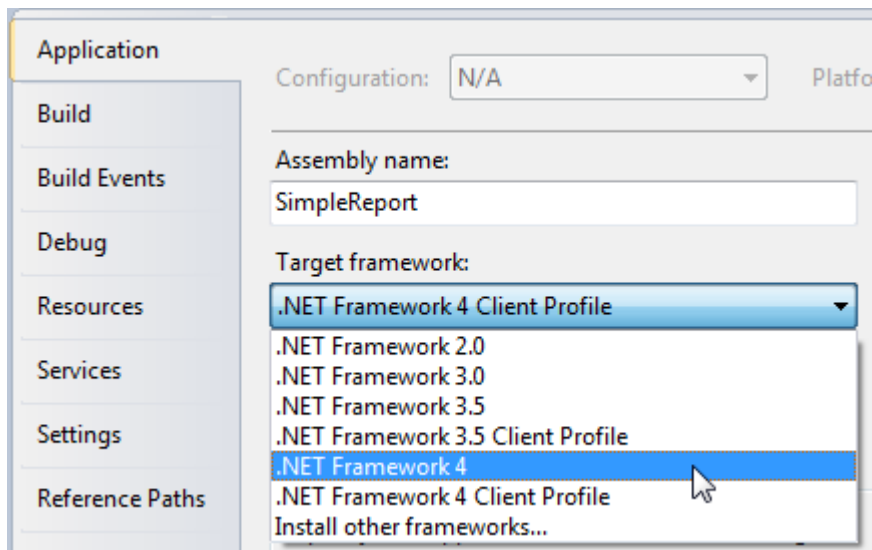 Application
Build
Build Events
Debug
Resources
Services
Settings
Reference Paths
Configuration: N/A
Assembly name:
SimpleReport
Target framework:
.NET Framework 4 Client Profile
.NET Framework 2.0
.NET Framework 3.0
.NET Framework 3.5
.NET Framework 3.5 Client Profile
.NET Framework 4
.NET Framework 4 Client Profile
Install other frameworks...